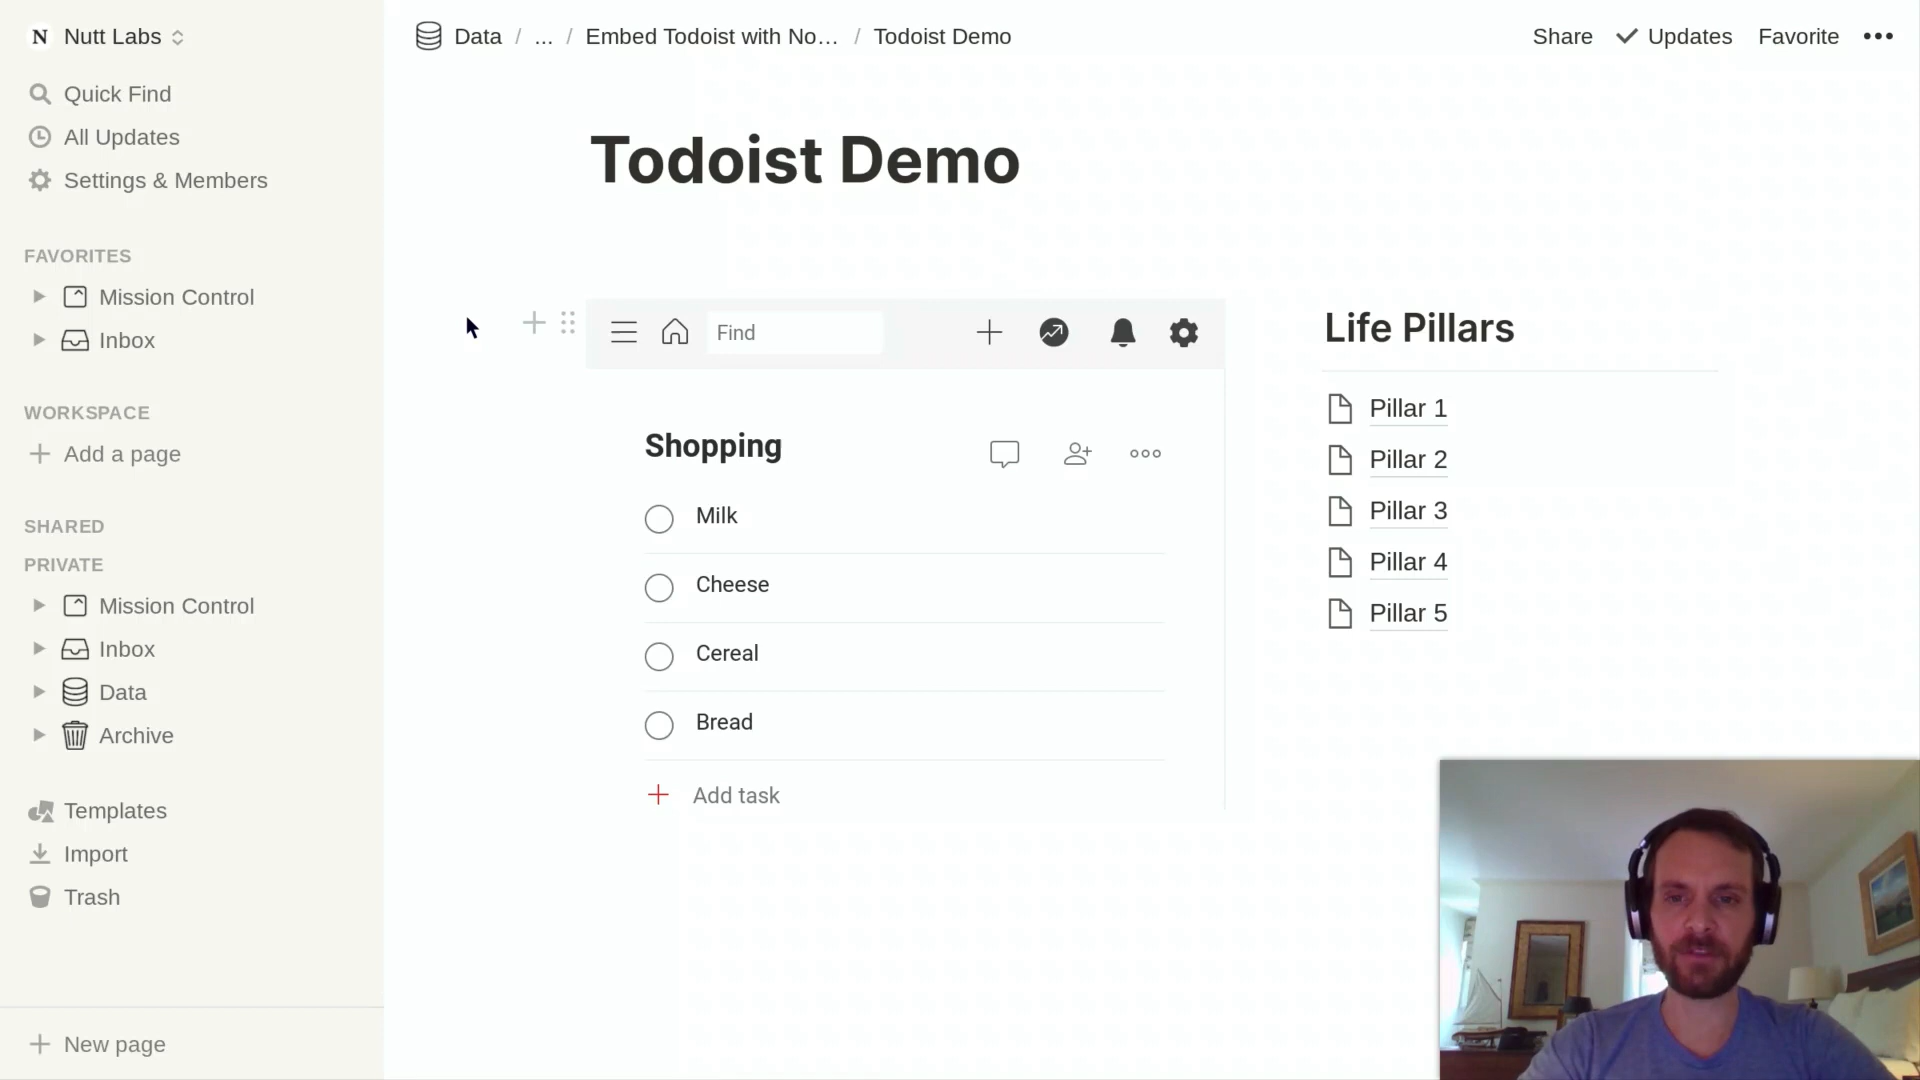 N Nutt Labs
Quick Find
All Updates
Settings & Members
FAVORITES
Mission Control
Inbox
WORKSPACE
Add a page
SHARED
PRIVATE
Mission Control
Inbox
Data
Archive
Templates
Import
Trash
New page
Data / ... / Embed Todoist with No... / Todoist Demo
Share Updates Favorite
Todoist Demo
Find
Shopping
Milk
Cheese
Cereal
Bread
Add task
Life Pillars
Pillar 1
Pillar 2
Pillar 3
Pillar 4
Pillar 5